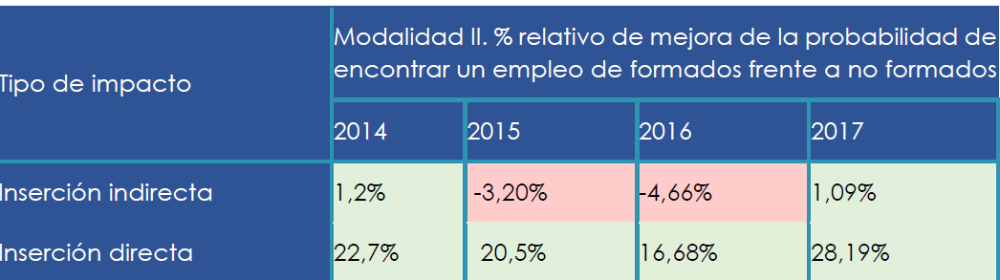 Modalidad II. % relativo de mejora de la probabilidad de
encontrar un empleo de formados frente a no formados
Tipo de impacto
2014 2015 2016 2017
Inserción indirecta 1,2% -3,20% -4,66% 1,09%
Inserción directa 22,7% 20,5% 16,68% 28,19%